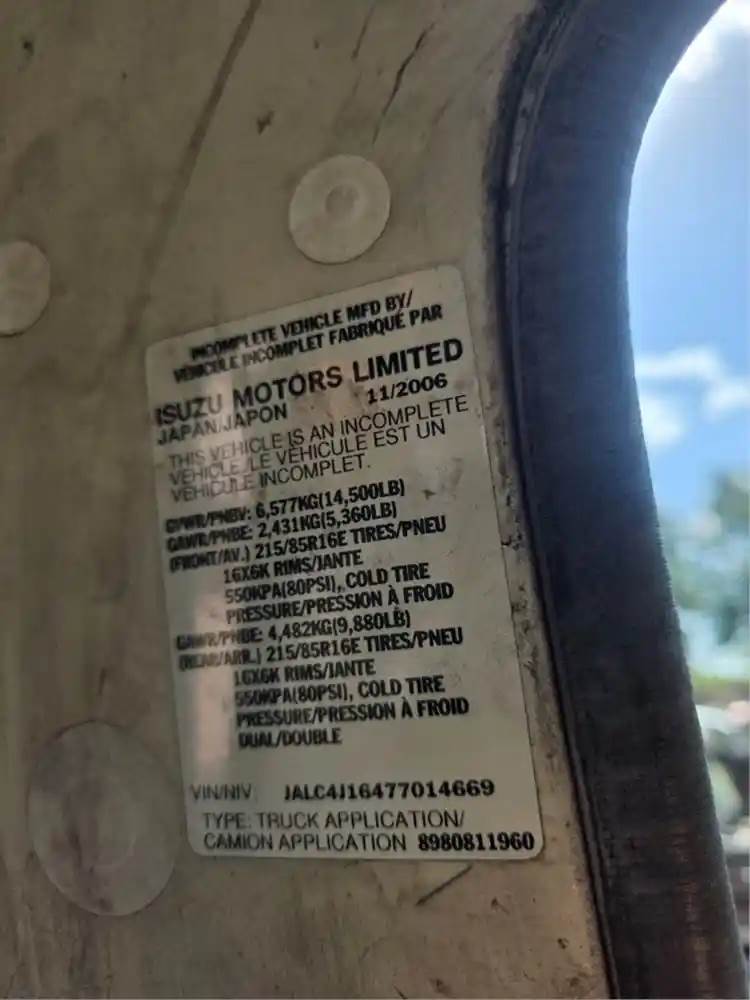 INCOMPLETE VEHICLE MFD BY/
VÉHICULE INCOMPLET FABRIQUÉ PAR
ISUZU MOTORS LIMITED
JAPAN/JAPON 11/2006
THIS VEHICLE IS AN INCOMPLETE
VEHICLE./LE VÉHICULE EST UN
VÉHICULE INCOMPLET.
GVWR/PNBV: 6,577KG(14,500LB)
GAWR/PNBE: 2,431KG(5,360LB)
(FRONT/AV.) 215/85R16E TIRES/PNEU
16X6K RIMS/JANTE
550KPA(80PSI), COLD TIRE
PRESSURE/PRESSION À FROID
GAWR/PNBE: 4,482KG(9,880LB)
(REAR/ARR.) 215/85R16E TIRES/PNEU
16X6K RIMS/JANTE
550KPA(80PSI), COLD TIRE
PRESSURE/PRESSION À FROID
DUAL/DOUBLE
VIN/NIV: JALC4J16477014669
TYPE: TRUCK APPLICATION/
CAMION APPLICATION 8980811960